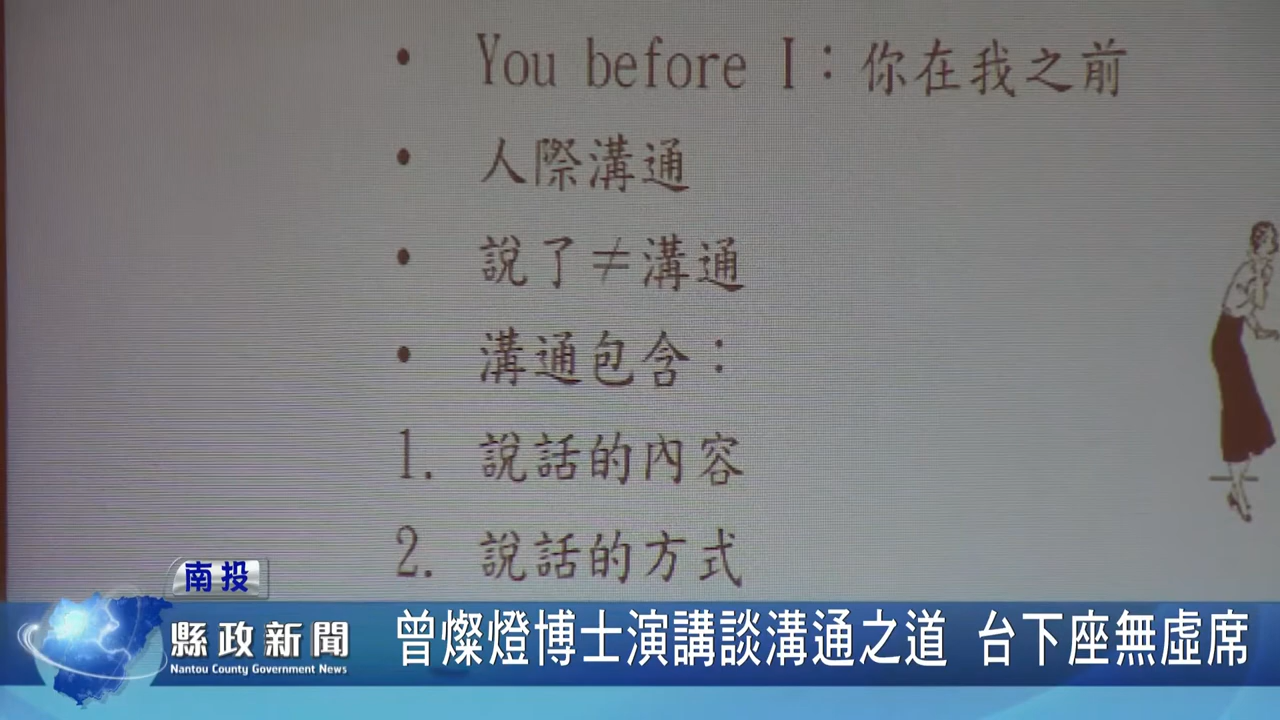 • You before I：你在我之前
• 人際溝通
• 說了≠溝通
• 溝通包含：
1. 說話的內容
2. 說話的方式
南投
縣政新聞
Nantou County Government News
曾燦燈博士演講談溝通之道 台下座無虛席